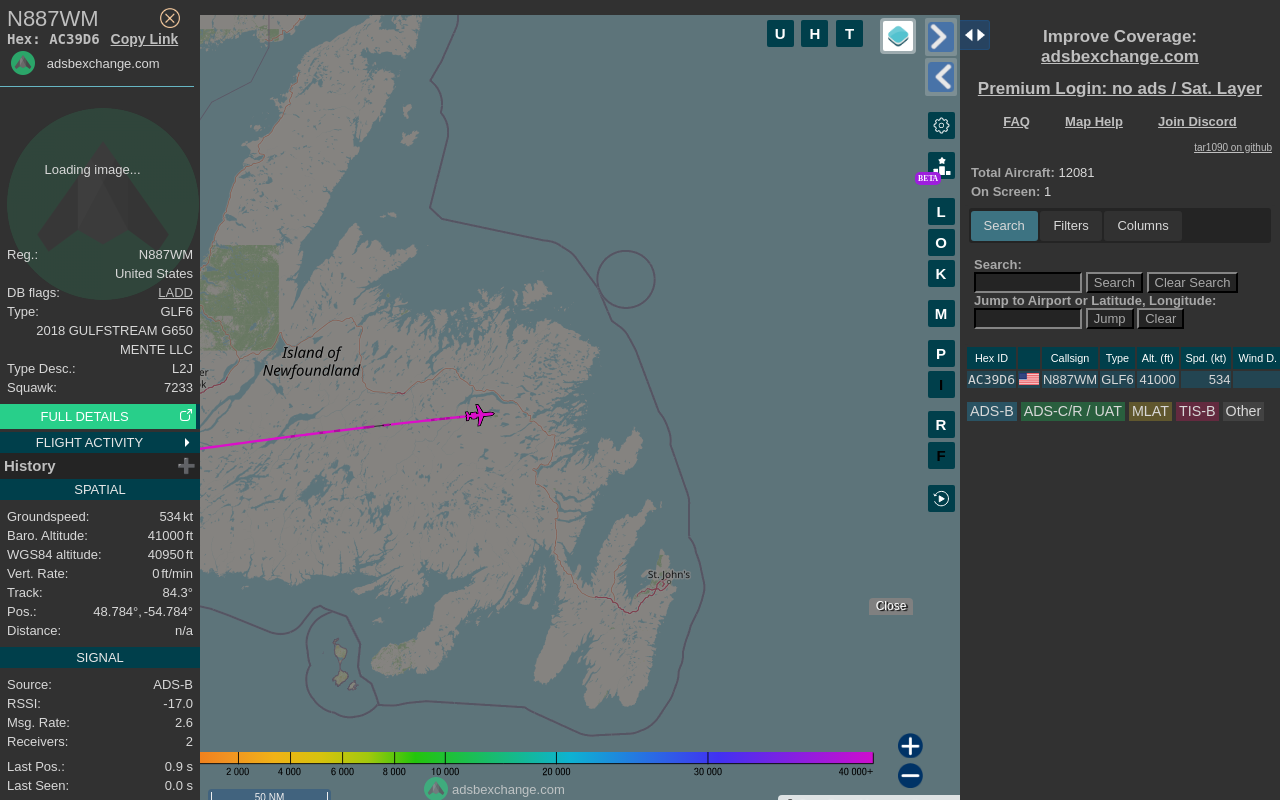 N887WM
Hex: AC39D6 Copy Link
adsbexchange.com
Loading image...
Reg.: N887WM
United States
DB flags: LADD
Type: GLF6
2018 GULFSTREAM G650
MENTE LLC
Type Desc.: L2J
Squawk: 7233
FULL DETAILS
FLIGHT ACTIVITY
History
SPATIAL
Groundspeed: 534 kt
Baro. Altitude: 41000 ft
WGS84 altitude: 40950 ft
Vert. Rate: 0 ft/min
Track: 84.3°
Pos.: 48.784°, -54.784°
Distance: n/a
SIGNAL
Source: ADS-B
RSSI: -17.0
Msg. Rate: 2.6
Receivers: 2
Last Pos.: 0.9 s
Last Seen: 0.0 s
U H T
BETA
L
O
K
M
P
I
R
F
Island of
Newfoundland
St. John's
Close
2 000 4 000 6 000 8 000 10 000 20 000 30 000 40 000+
adsbexchange.com
50 NM
Improve Coverage:
adsbexchange.com
Premium Login: no ads / Sat. Layer
FAQ Map Help Join Discord
tar1090 on github
Total Aircraft: 12081
On Screen: 1
Search Filters Columns
Search:
Search Clear Search
Jump to Airport or Latitude, Longitude:
Jump Clear
Hex ID Callsign Type Alt. (ft) Spd. (kt) Wind D.
AC39D6 N887WM GLF6 41000 534
ADS-B ADS-C/R / UAT MLAT TIS-B Other